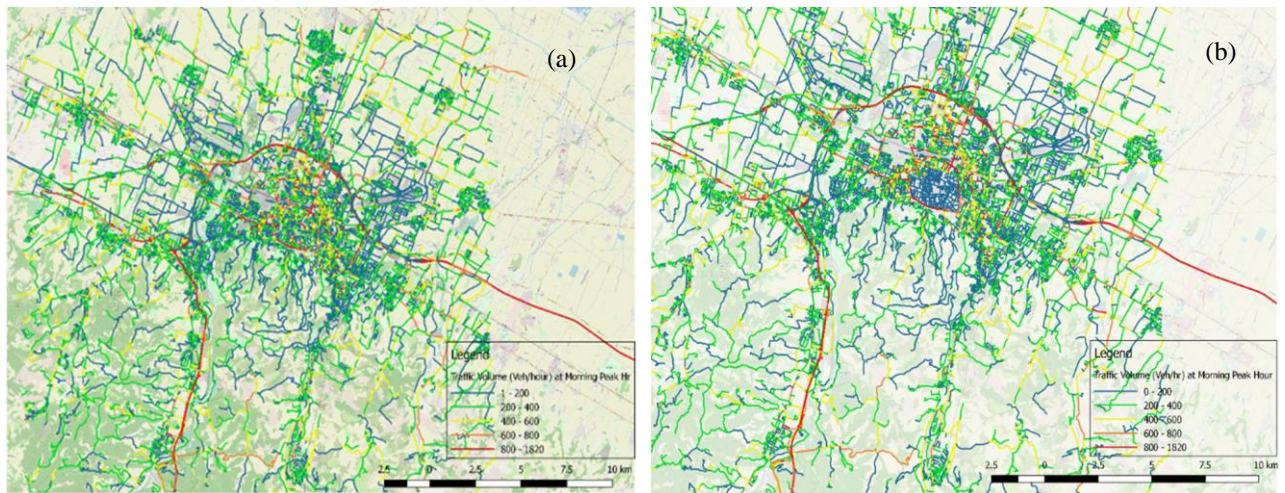 (a)
Legend
Traffic Volume (Veh/hour) at Morning Peak Hr
1 - 200
200 - 400
400 - 600
600 - 800
800 - 1820
2.5 0 2.5 5 7.5 10 km
(b)
Legend
Traffic Volume (Veh/hr) at Morning Peak Hour
0 - 200
200 - 400
400 - 600
600 - 800
800 - 1820
2.5 0 2.5 5 7.5 10 km